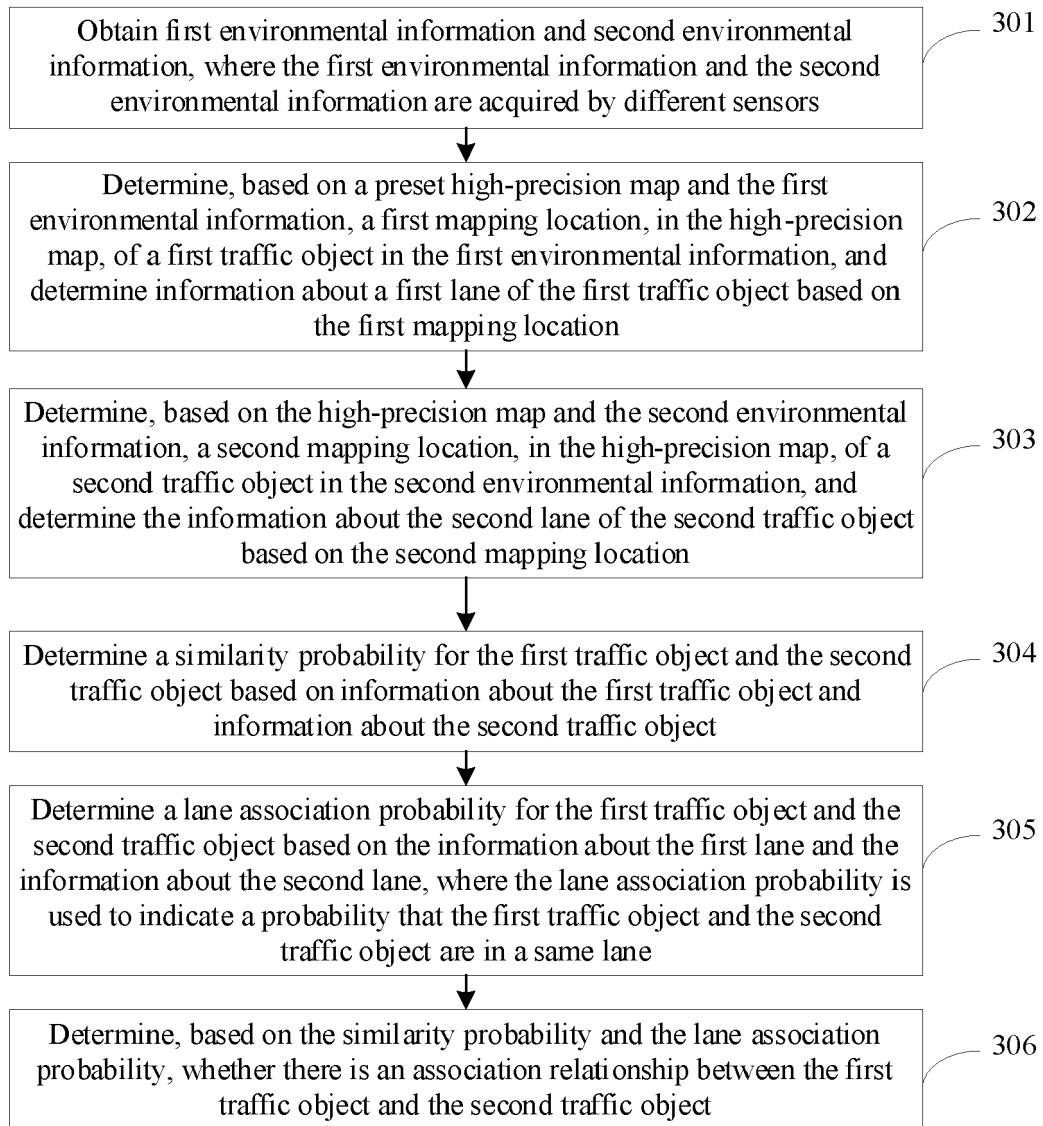 Obtain first environmental information and second environmental
information, where the first environmental information and the second
environmental information are acquired by different sensors
301
Determine, based on a preset high-precision map and the first
environmental information, a first mapping location, in the high-precision
map, of a first traffic object in the first environmental information, and
determine information about a first lane of the first traffic object based on
the first mapping location
302
Determine, based on the high-precision map and the second environmental
information, a second mapping location, in the high-precision map, of a
second traffic object in the second environmental information, and
determine the information about the second lane of the second traffic object
based on the second mapping location
303
Determine a similarity probability for the first traffic object and the second
traffic object based on information about the first traffic object and
information about the second traffic object
304
Determine a lane association probability for the first traffic object and the
second traffic object based on the information about the first lane and the
information about the second lane, where the lane association probability is
used to indicate a probability that the first traffic object and the second
traffic object are in a same lane
305
Determine, based on the similarity probability and the lane association
probability, whether there is an association relationship between the first
traffic object and the second traffic object
306